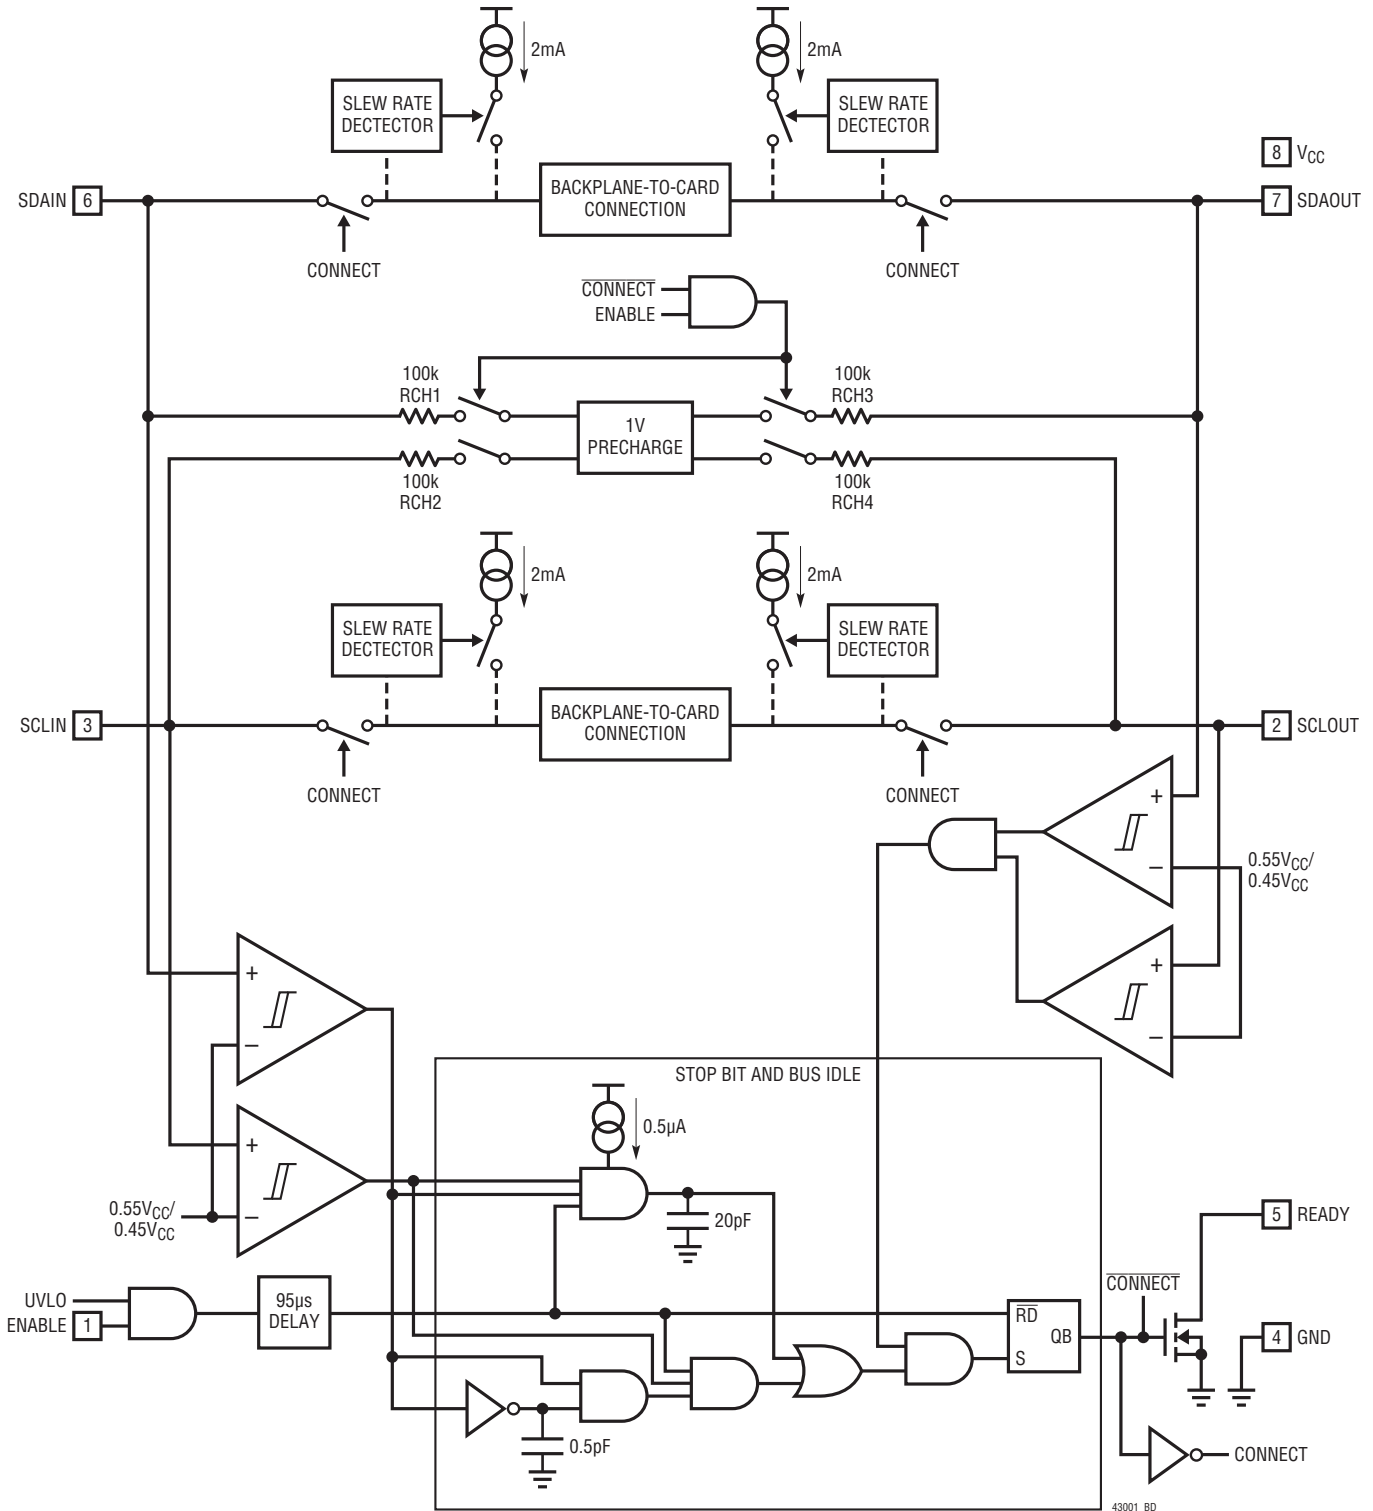 2mA
2mA
SLEW RATE
DECTECTOR
SLEW RATE
DECTECTOR
8 VCC
SDAIN 6
BACKPLANE-TO-CARD
CONNECTION
7 SDAOUT
CONNECT
CONNECT
CONNECT
ENABLE
100k
RCH1
100k
RCH3
1V
PRECHARGE
100k
RCH2
100k
RCH4
2mA
2mA
SLEW RATE
DECTECTOR
SLEW RATE
DECTECTOR
SCLIN 3
BACKPLANE-TO-CARD
CONNECTION
2 SCLOUT
CONNECT
CONNECT
+
−
0.55VCC/
0.45VCC
+
−
+
−
STOP BIT AND BUS IDLE
0.5µA
+
−
0.55VCC/
0.45VCC
20pF
5 READY
UVLO
ENABLE 1
95µs
DELAY
CONNECT
RD
QB
S
4 GND
0.5pF
CONNECT
43001 BD